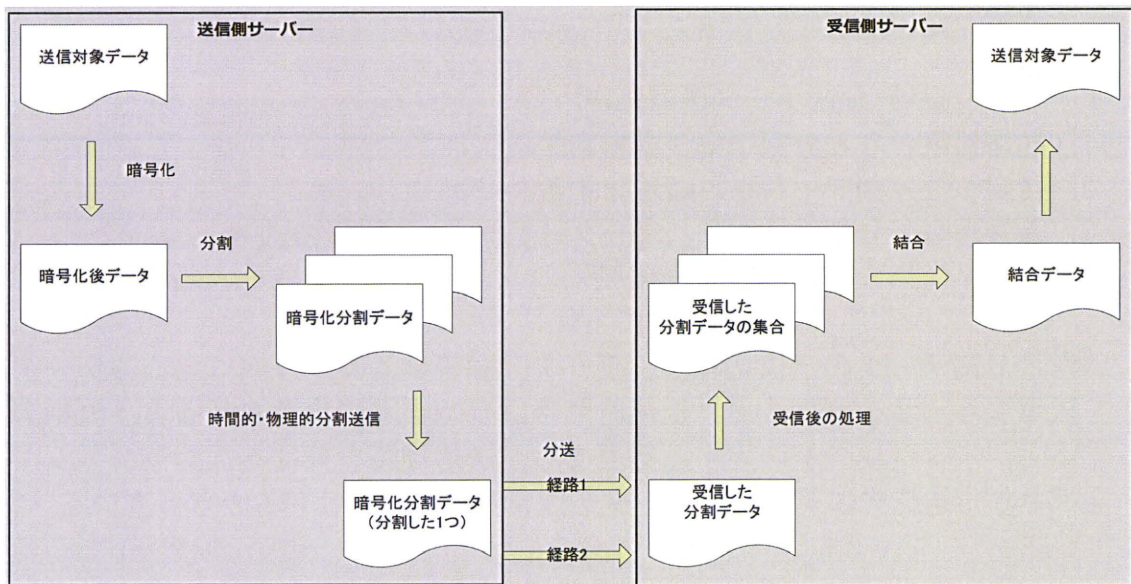 送信側サーバー
送信対象データ
暗号化
暗号化後データ
分割
暗号化分割データ
時間的・物理的分割送信
暗号化分割データ
(分割した1つ)
分送
経路1
経路2
受信側サーバー
受信した
分割データ
受信後の処理
受信した
分割データの集合
結合
結合データ
送信対象データ